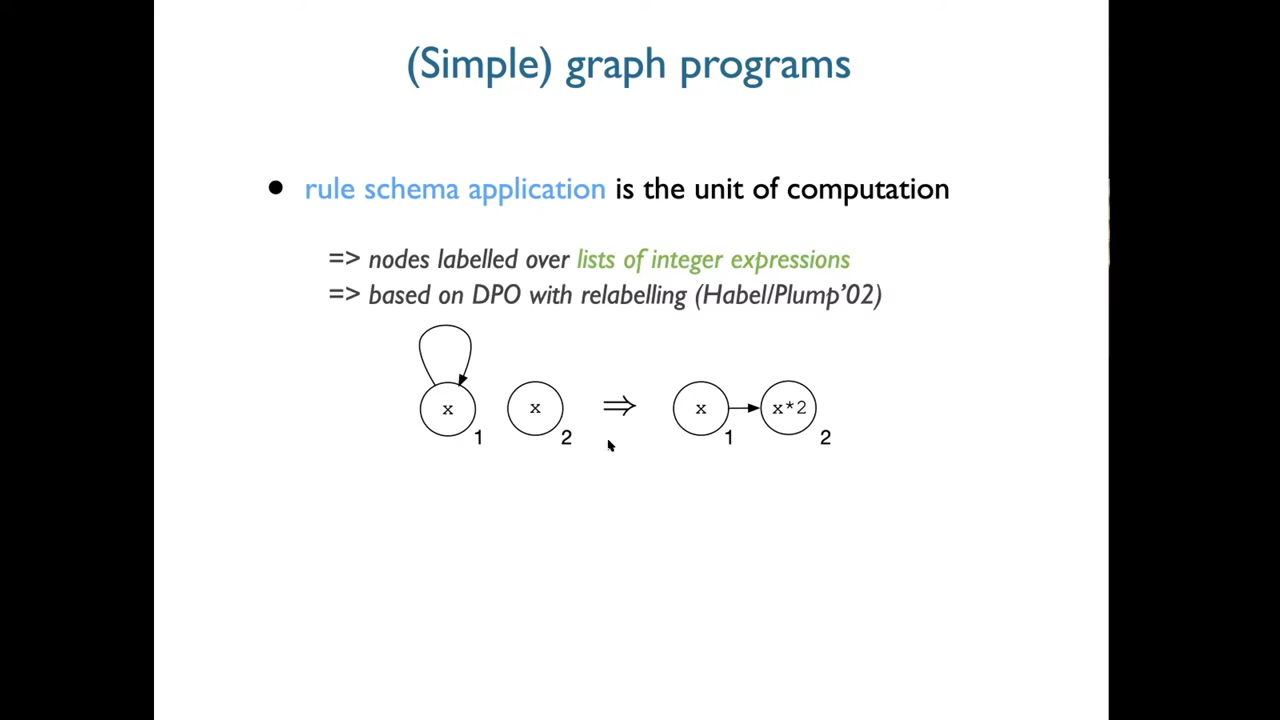 (Simple) graph programs
• rule schema application is the unit of computation
=> nodes labelled over lists of integer expressions
=> based on DPO with relabelling (Habel/Plump’02)
x x ⇒ x x*2
1 2 1 2